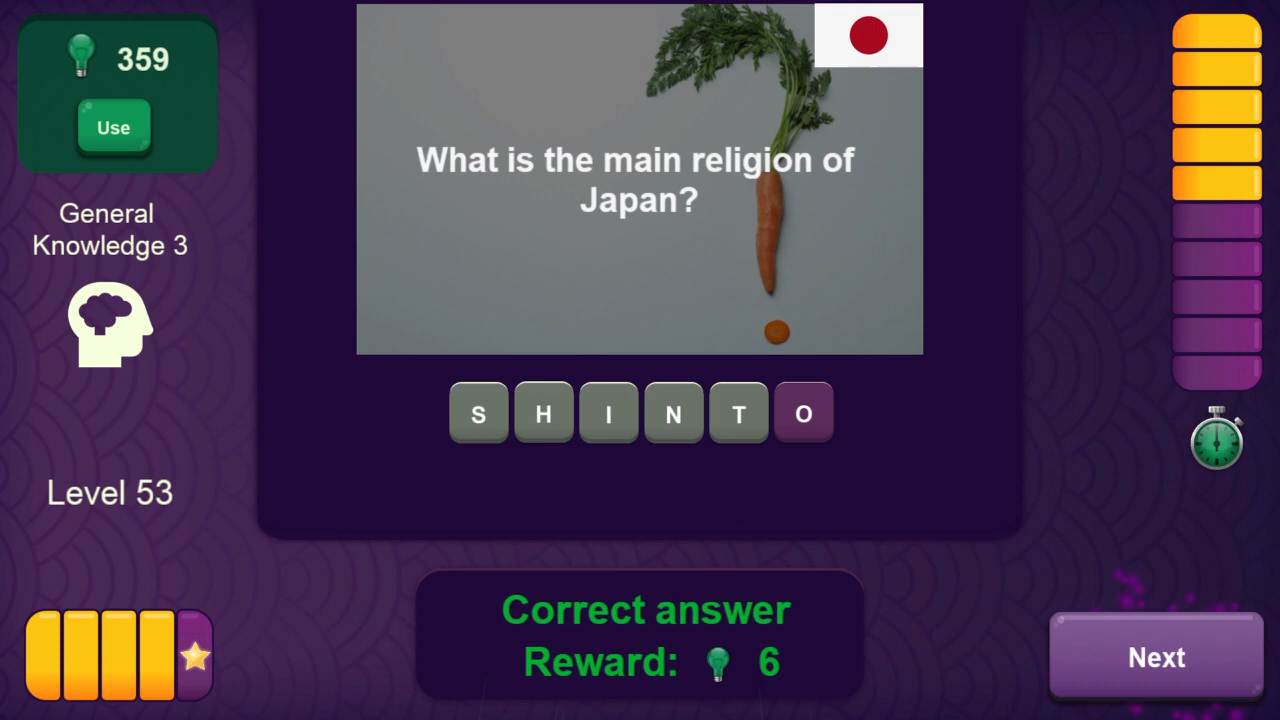 359
Use
General
Knowledge 3
Level 53
What is the main religion of
Japan?
S H I N T O
Correct answer
Reward: 6
Next